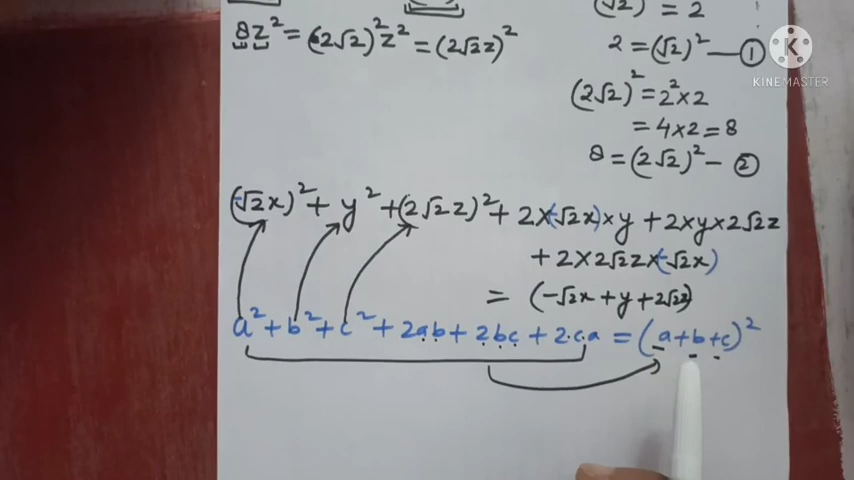 (√2)² = 2
8z² = (2√2)²z² = (2√2z)²
2 = (√2)² — ①
KINEMASTER
(2√2)² = 2² × 2
= 4 × 2 = 8
8 = (2√2)² — ②
(-√2x)² + y² + (2√2z)² + 2×(-√2x)×y + 2×y×2√2z
+ 2×2√2z×(-√2x)
= (-√2x + y + 2√2z)
a² + b² + c² + 2ab + 2bc + 2·ca = (a+b+c)²